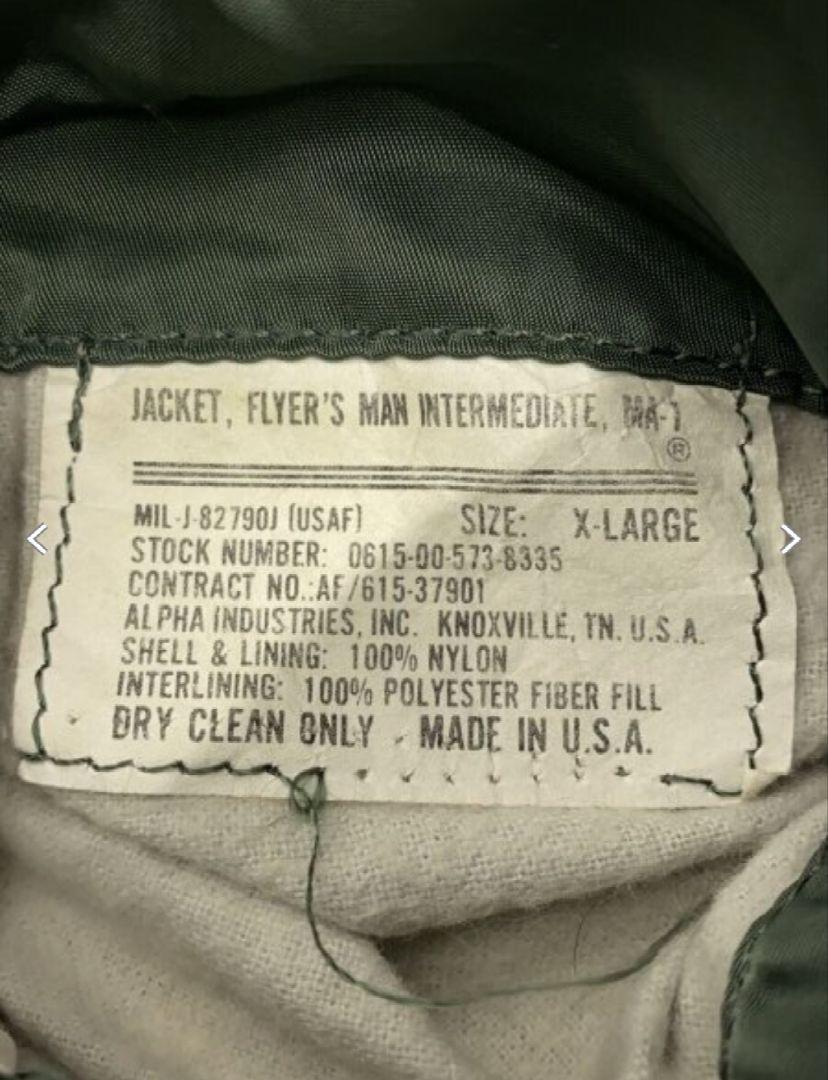 JACKET, FLYER'S MAN INTERMEDIATE, MA-1
®
MIL-J-82790J (USAF) SIZE: X-LARGE
STOCK NUMBER: 0615-00-573-8335
CONTRACT NO.:AF/615-37901
ALPHA INDUSTRIES, INC. KNOXVILLE, TN. U.S.A.
SHELL & LINING: 100% NYLON
INTERLINING: 100% POLYESTER FIBER FILL
DRY CLEAN ONLY . MADE IN U.S.A.